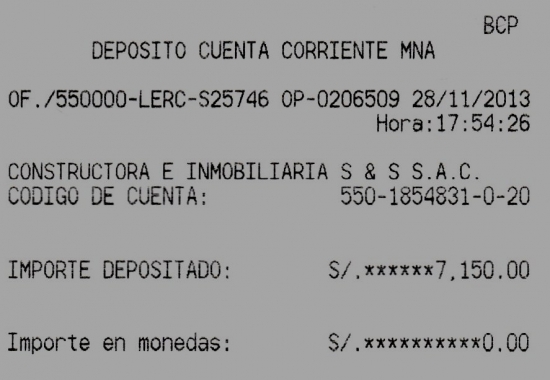 BCP
DEPOSITO CUENTA CORRIENTE MNA
OF./550000-LERC-S25746 OP-0206509 28/11/2013
Hora:17:54:26
CONSTRUCTORA E INMOBILIARIA S & S S.A.C.
CODIGO DE CUENTA: 550-1854831-0-20
IMPORTE DEPOSITADO: S/.******7,150.00
Importe en monedas: S/.**********0.00